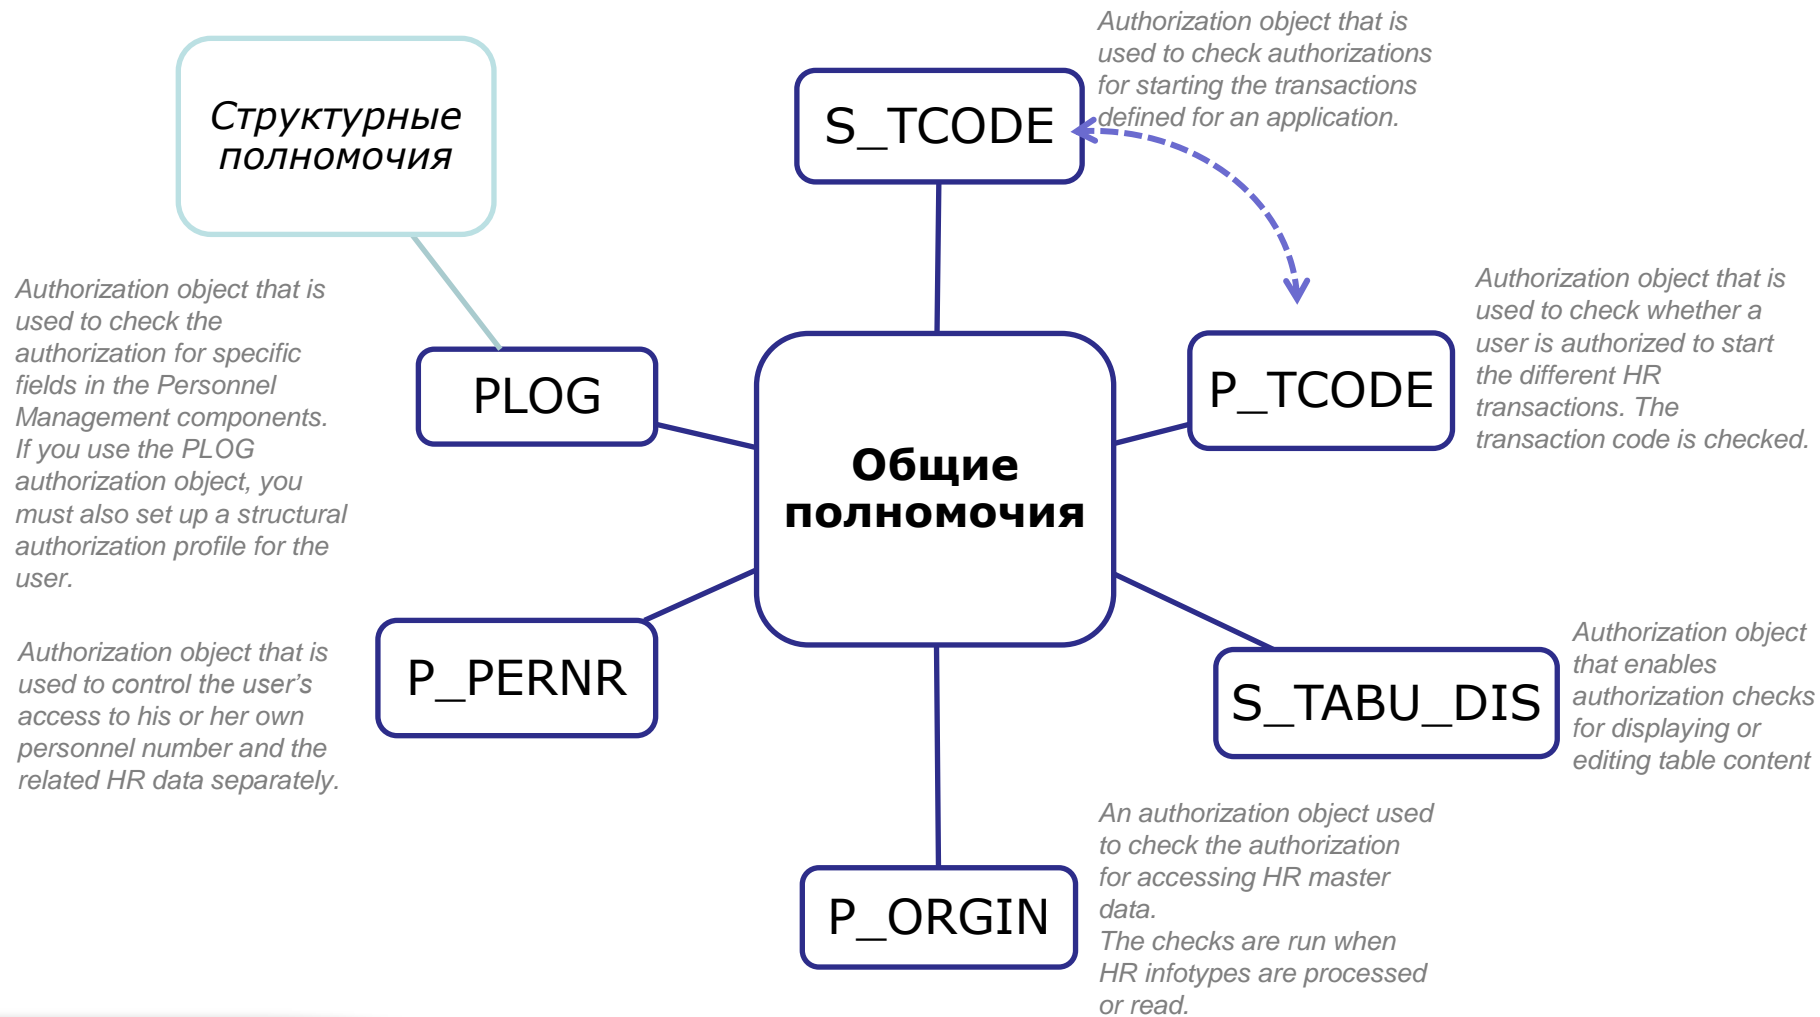 Authorization object that is
used to check authorizations
for starting the transactions
defined for an application.
Структурные
полномочия
S_TCODE
Authorization object that is
used to check the
authorization for specific
fields in the Personnel
Management components.
If you use the PLOG
authorization object, you
must also set up a structural
authorization profile for the
user.
PLOG
P_TCODE
Authorization object that is
used to check whether a
user is authorized to start
the different HR
transactions. The
transaction code is checked.
Общие
полномочия
Authorization object that is
used to control the user’s
access to his or her own
personnel number and the
related HR data separately.
P_PERNR
S_TABU_DIS
Authorization object
that enables
authorization checks
for displaying or
editing table content
P_ORGIN
An authorization object used
to check the authorization
for accessing HR master
data.
The checks are run when
HR infotypes are processed
or read.